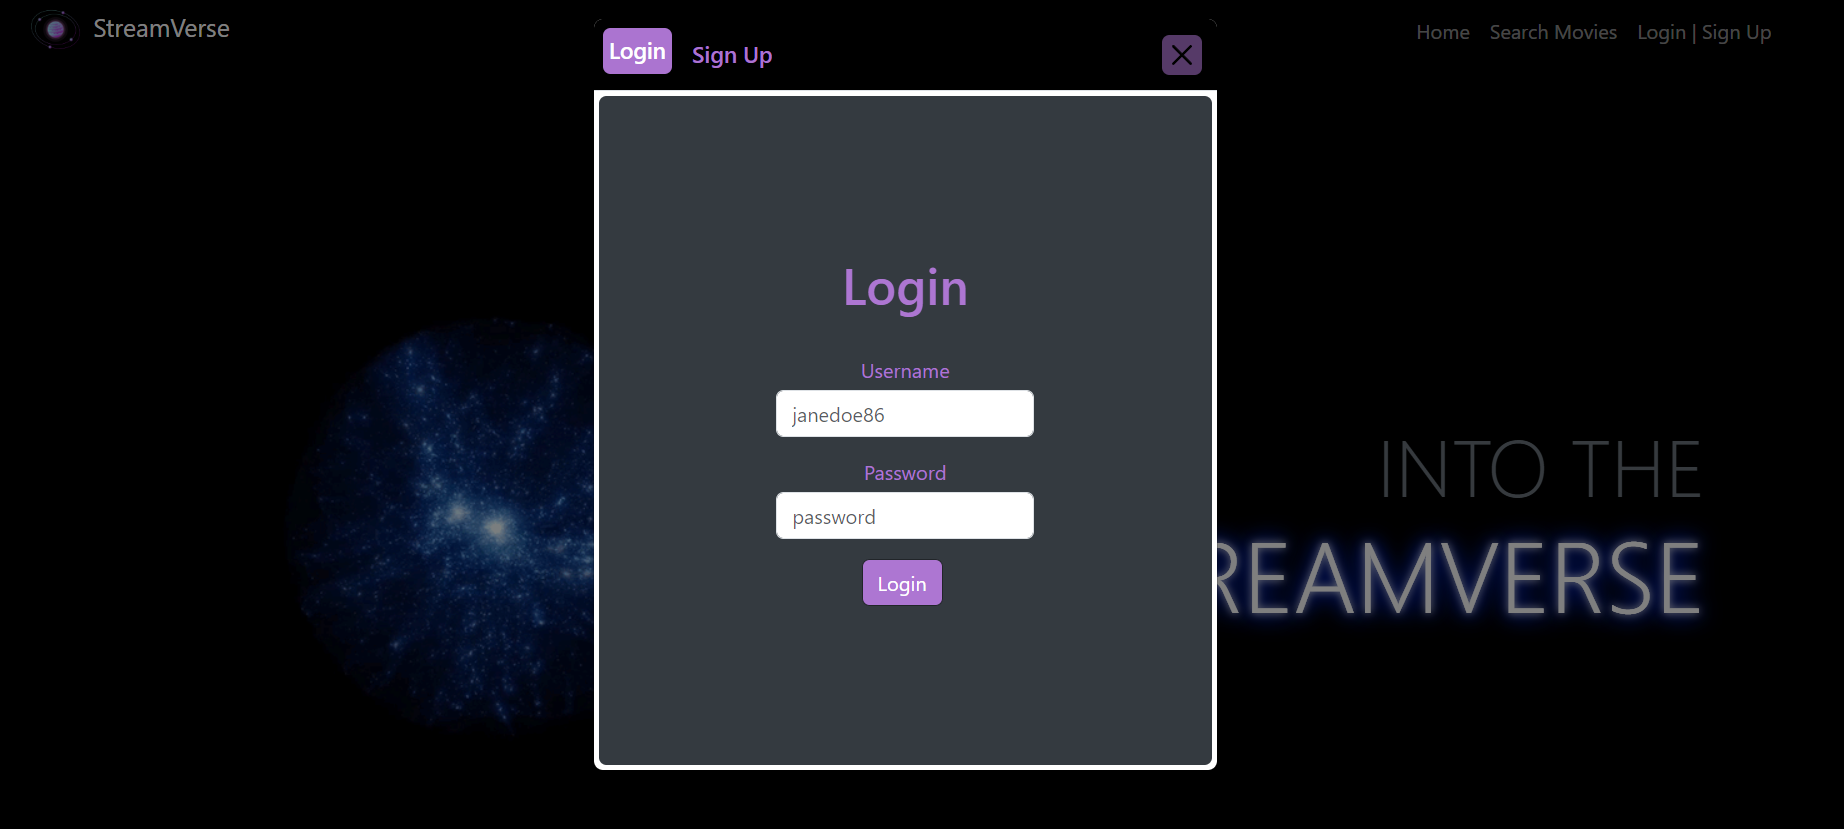 StreamVerse
Home Search Movies Login | Sign Up
Login Sign Up
Login
Username
janedoe86
Password
password
Login
INTO THE
REAMVERSE